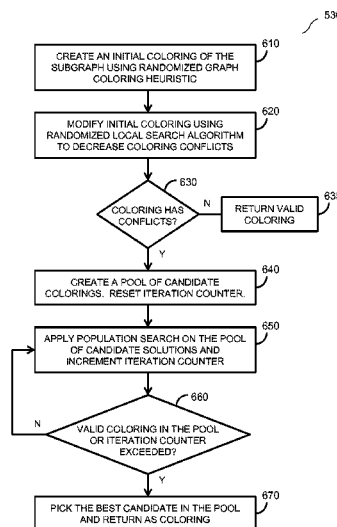 610
CREATE AN INITIAL COLORING OF THE
SUBGRAPH USING RANDOMIZED GRAPH
COLORING HEURISTIC
620
MODIFY INITIAL COLORING USING
RANDOMIZED LOCAL SEARCH ALGORITHM
TO DECREASE COLORING CONFLICTS
630
COLORING HAS
CONFLICTS?
N
RETURN VALID
COLORING
Y
640
CREATE A POOL OF CANDIDATE
COLORINGS. RESET ITERATION COUNTER.
650
APPLY POPULATION SEARCH ON THE POOL
OF CANDIDATE SOLUTIONS AND
INCREMENT ITERATION COUNTER
660
N
VALID COLORING IN THE POOL
OR ITERATION COUNTER
EXCEEDED?
Y
670
PICK THE BEST CANDIDATE IN THE POOL
AND RETURN AS COLORING